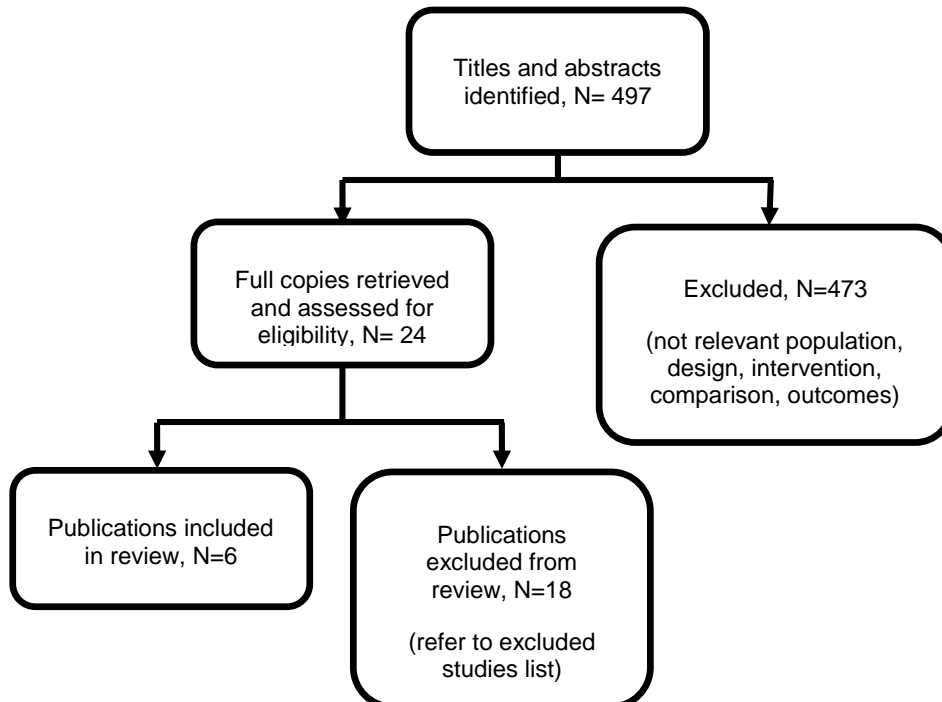 Titles and abstracts
identified, N= 497
Full copies retrieved
and assessed for
eligibility, N= 24
Excluded, N=473
(not relevant population,
design, intervention,
comparison, outcomes)
Publications included
in review, N=6
Publications
excluded from
review, N=18
(refer to excluded
studies list)